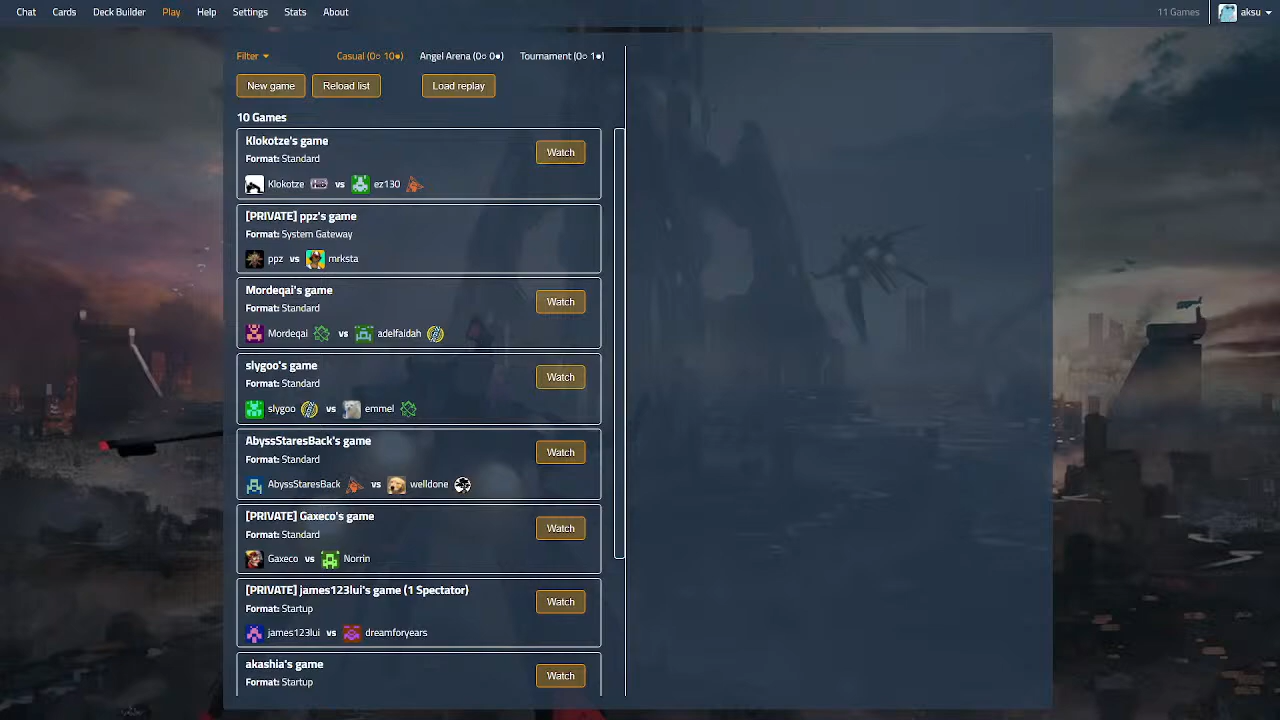 Chat Cards Deck Builder Play Help Settings Stats About 11 Games aksu
Filter Casual (0○ 10●) Angel Arena (0○ 0●) Tournament (0○ 1●)
New game Reload list Load replay
10 Games
Klokotze's game
Watch
Format: Standard
Klokotze vs ez130
[PRIVATE] ppz's game
Format: System Gateway
ppz vs mrksta
Mordeqai's game
Watch
Format: Standard
Mordeqai vs adelfaidah
slygoo's game
Watch
Format: Standard
slygoo vs emmel
AbyssStaresBack's game
Watch
Format: Standard
AbyssStaresBack vs welldone
[PRIVATE] Gaxeco's game
Watch
Format: Standard
Gaxeco vs Norrin
[PRIVATE] james123lui's game (1 Spectator)
Watch
Format: Startup
james123lui vs dreamforyears
akashia's game
Watch
Format: Startup